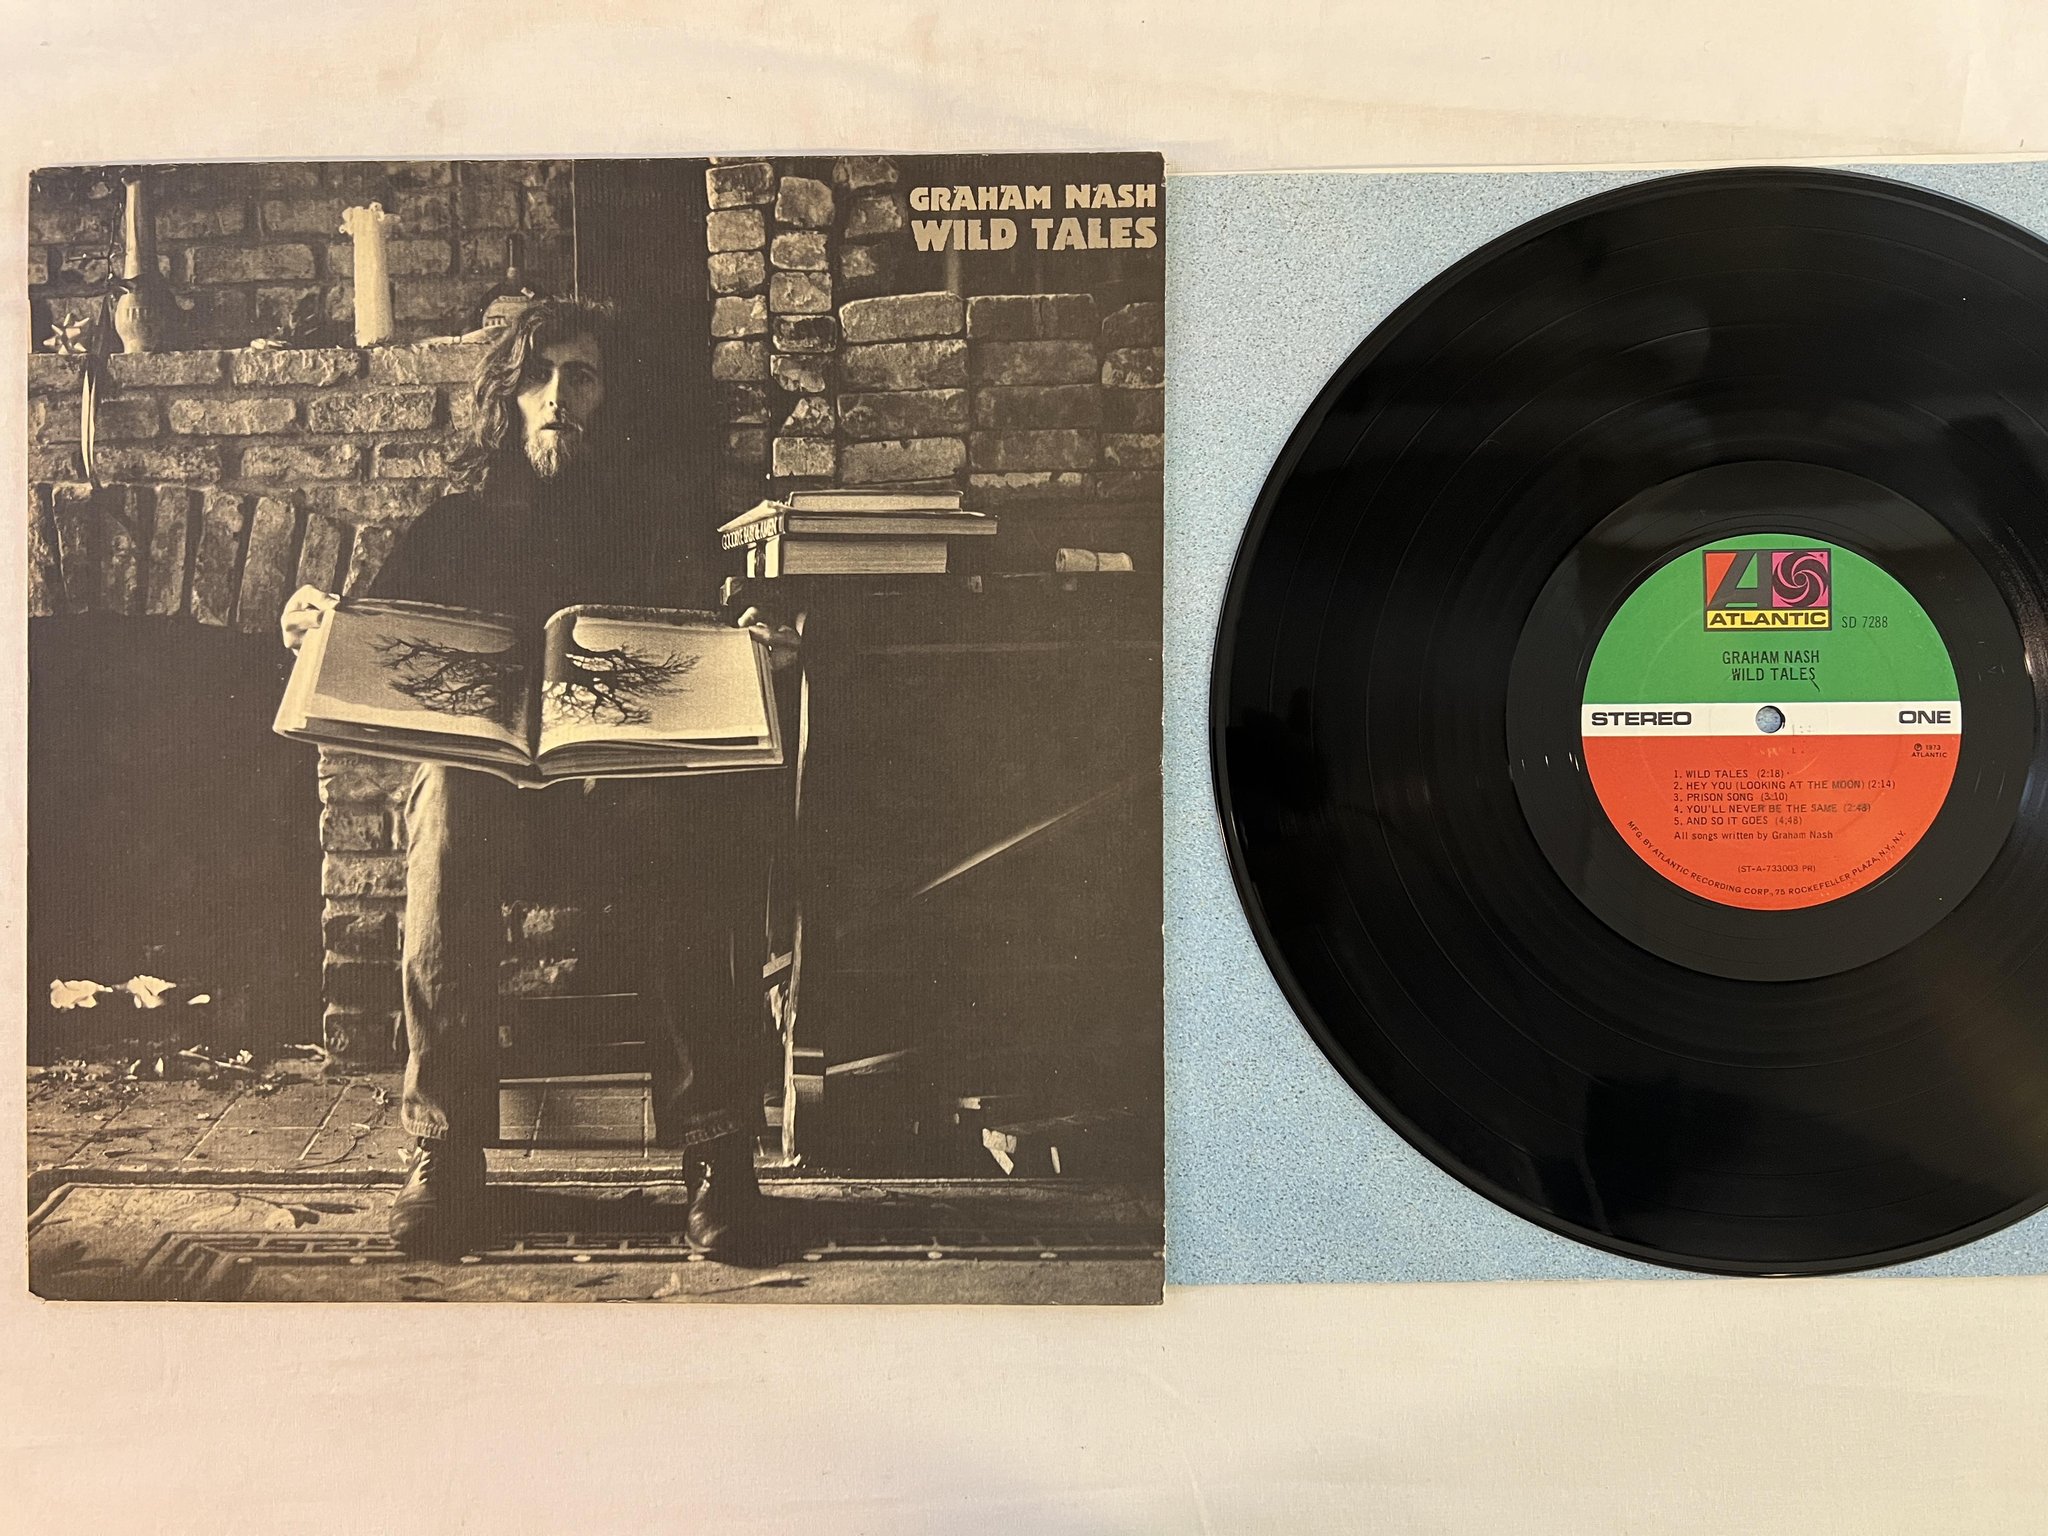 GRAHAM NASH
WILD TALES
ATLANTIC
SD 7288
GRAHAM NASH
WILD TALES
STEREO
ONE
℗ 1973
ATLANTIC
1. WILD TALES (2:18)
2. HEY YOU (LOOKING AT THE MOON) (2:14)
3. PRISON SONG (3:10)
4. YOU'LL NEVER BE THE SAME (2:48)
5. AND SO IT GOES (4:48)
All songs written by Graham Nash
(ST-A-733003 PR)
MFG. BY ATLANTIC RECORDING CORP., 75 ROCKEFELLER PLAZA, N.Y., N.Y.